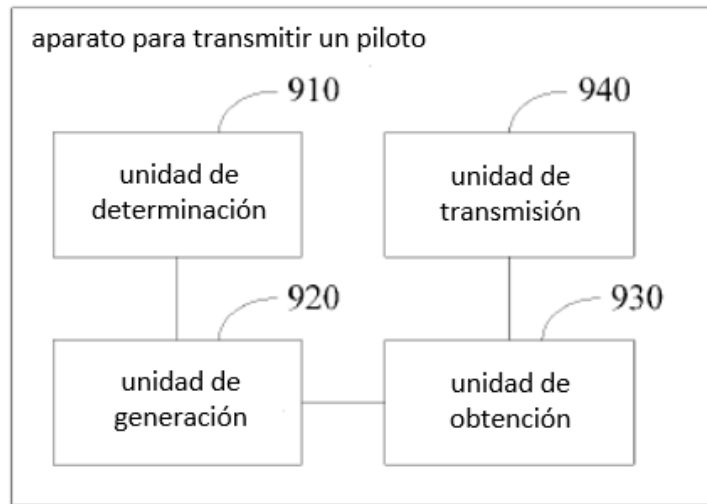 aparato para transmitir un piloto
910
940
unidad de
determinación
unidad de
transmisión
920
930
unidad de
generación
unidad de
obtención